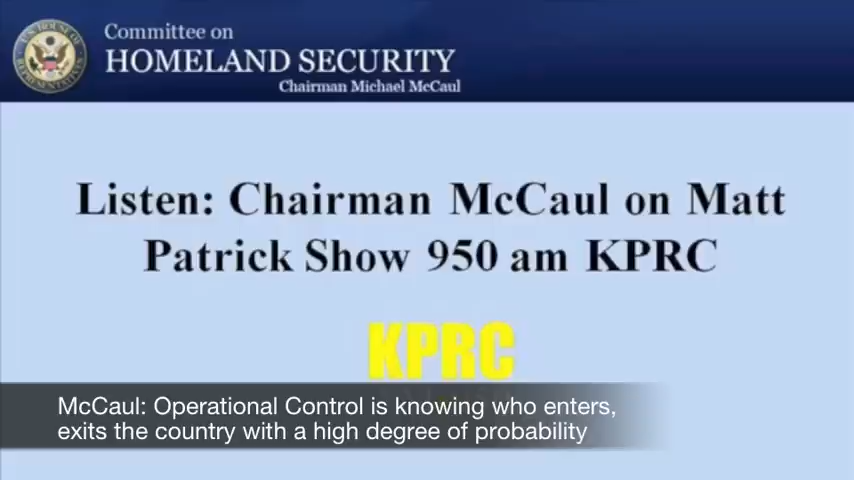 Committee on
HOMELAND SECURITY
Chairman Michael McCaul
Listen: Chairman McCaul on Matt
Patrick Show 950 am KPRC
KPRC
McCaul: Operational Control is knowing who enters,
exits the country with a high degree of probability